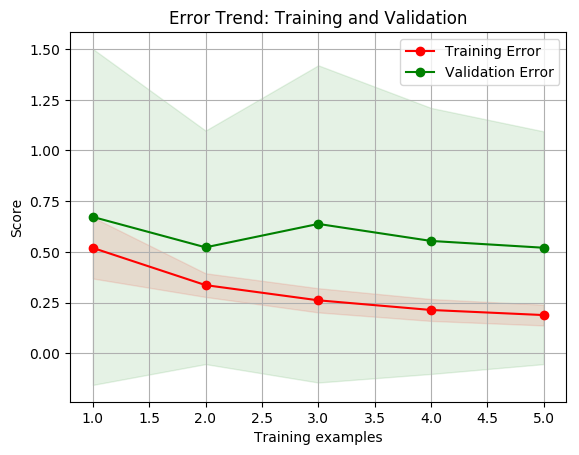 Error Trend: Training and Validation
1.50
1.25
1.00
0.75
0.50
0.25
0.00
Score
Training Error
Validation Error
1.0 1.5 2.0 2.5 3.0 3.5 4.0 4.5 5.0
Training examples